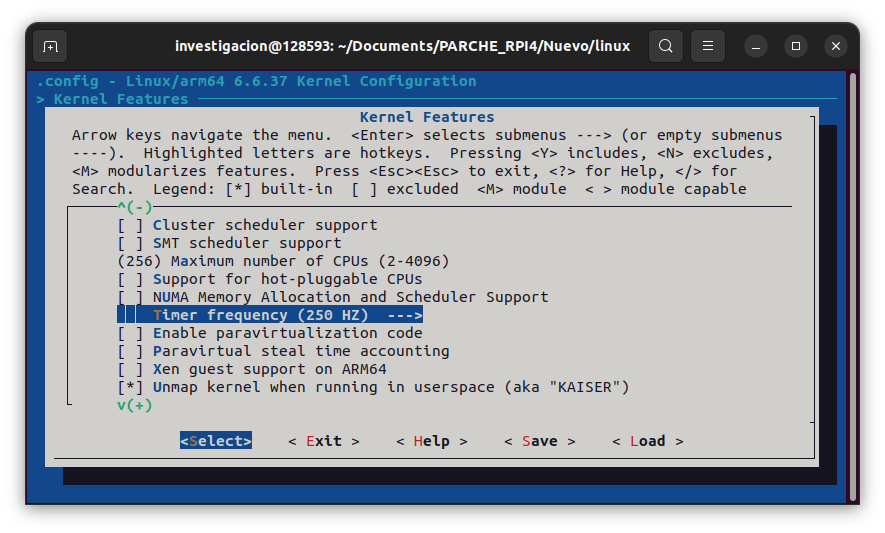 investigacion@128593: ~/Documents/PARCHE_RPI4/Nuevo/linux
.config - Linux/arm64 6.6.37 Kernel Configuration
> Kernel Features
Kernel Features
Arrow keys navigate the menu.  <Enter> selects submenus ---> (or empty submenus
----).  Highlighted letters are hotkeys.  Pressing <Y> includes, <N> excludes,
<M> modularizes features.  Press <Esc><Esc> to exit, <?> for Help, </> for
Search.  Legend: [*] built-in  [ ] excluded  <M> module  < > module capable
^(-)
[ ] Cluster scheduler support
[ ] SMT scheduler support
(256) Maximum number of CPUs (2-4096)
[ ] Support for hot-pluggable CPUs
[ ] NUMA Memory Allocation and Scheduler Support
Timer frequency (250 HZ)  --->
[ ] Enable paravirtualization code
[ ] Paravirtual steal time accounting
[ ] Xen guest support on ARM64
[*] Unmap kernel when running in userspace (aka "KAISER")
v(+)
<Select>    < Exit >    < Help >    < Save >    < Load >